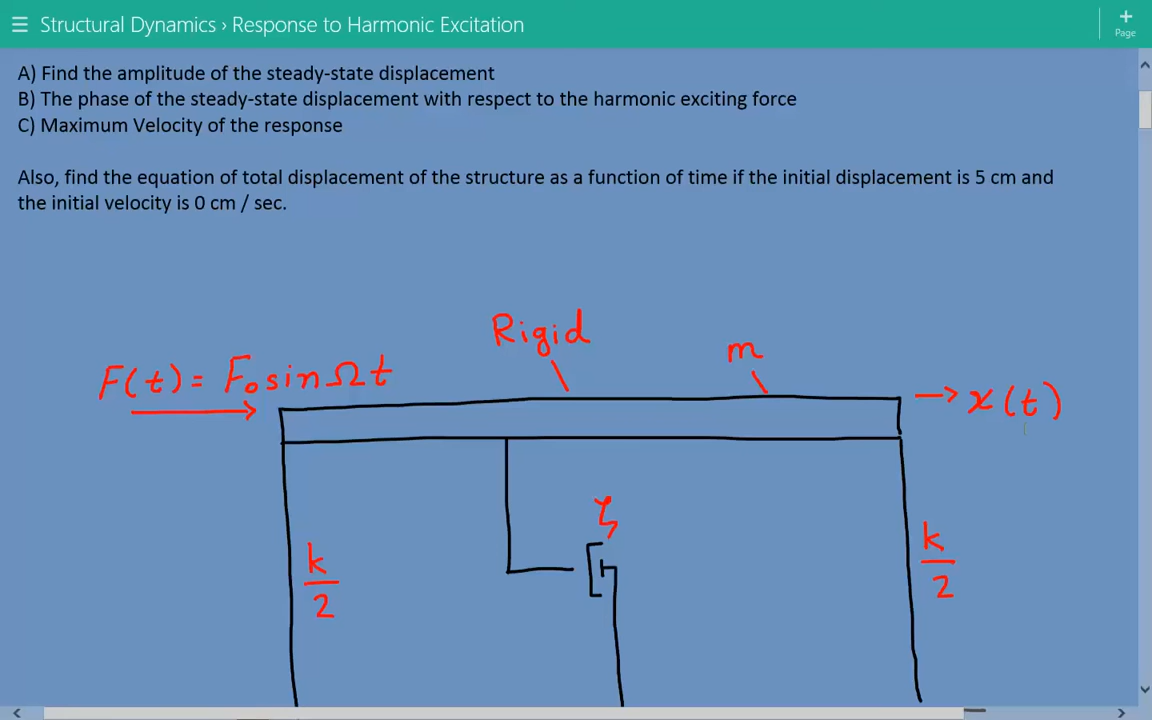 Structural Dynamics › Response to Harmonic Excitation
Page
A) Find the amplitude of the steady-state displacement
B) The phase of the steady-state displacement with respect to the harmonic exciting force
C) Maximum Velocity of the response
Also, find the equation of total displacement of the structure as a function of time if the initial displacement is 5 cm and
the initial velocity is 0 cm / sec.
Rigid
m
F(t) = F₀ sin Ωt
x(t)
ζ
k/2
k/2